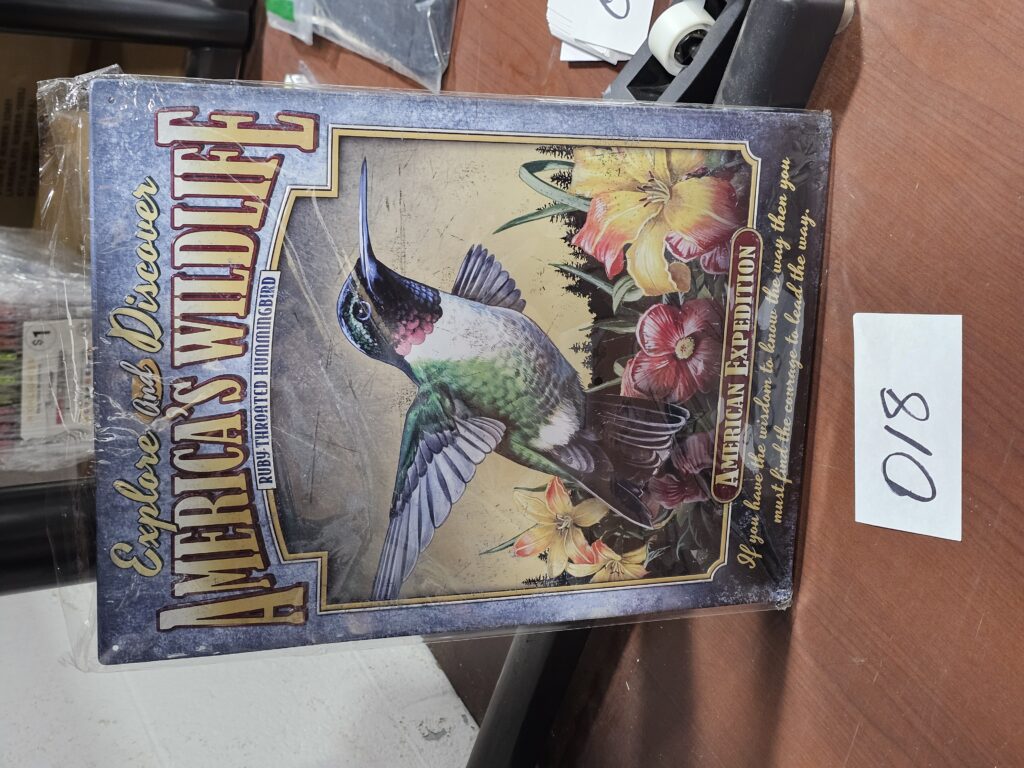 Explore And Discover
AMERICA'S WILDLIFE
RUBY-THROATED HUMMINGBIRD
AMERICAN EXPEDITION
If you have the wisdom to know the way then you
must find the courage to lead the way.
018
$1